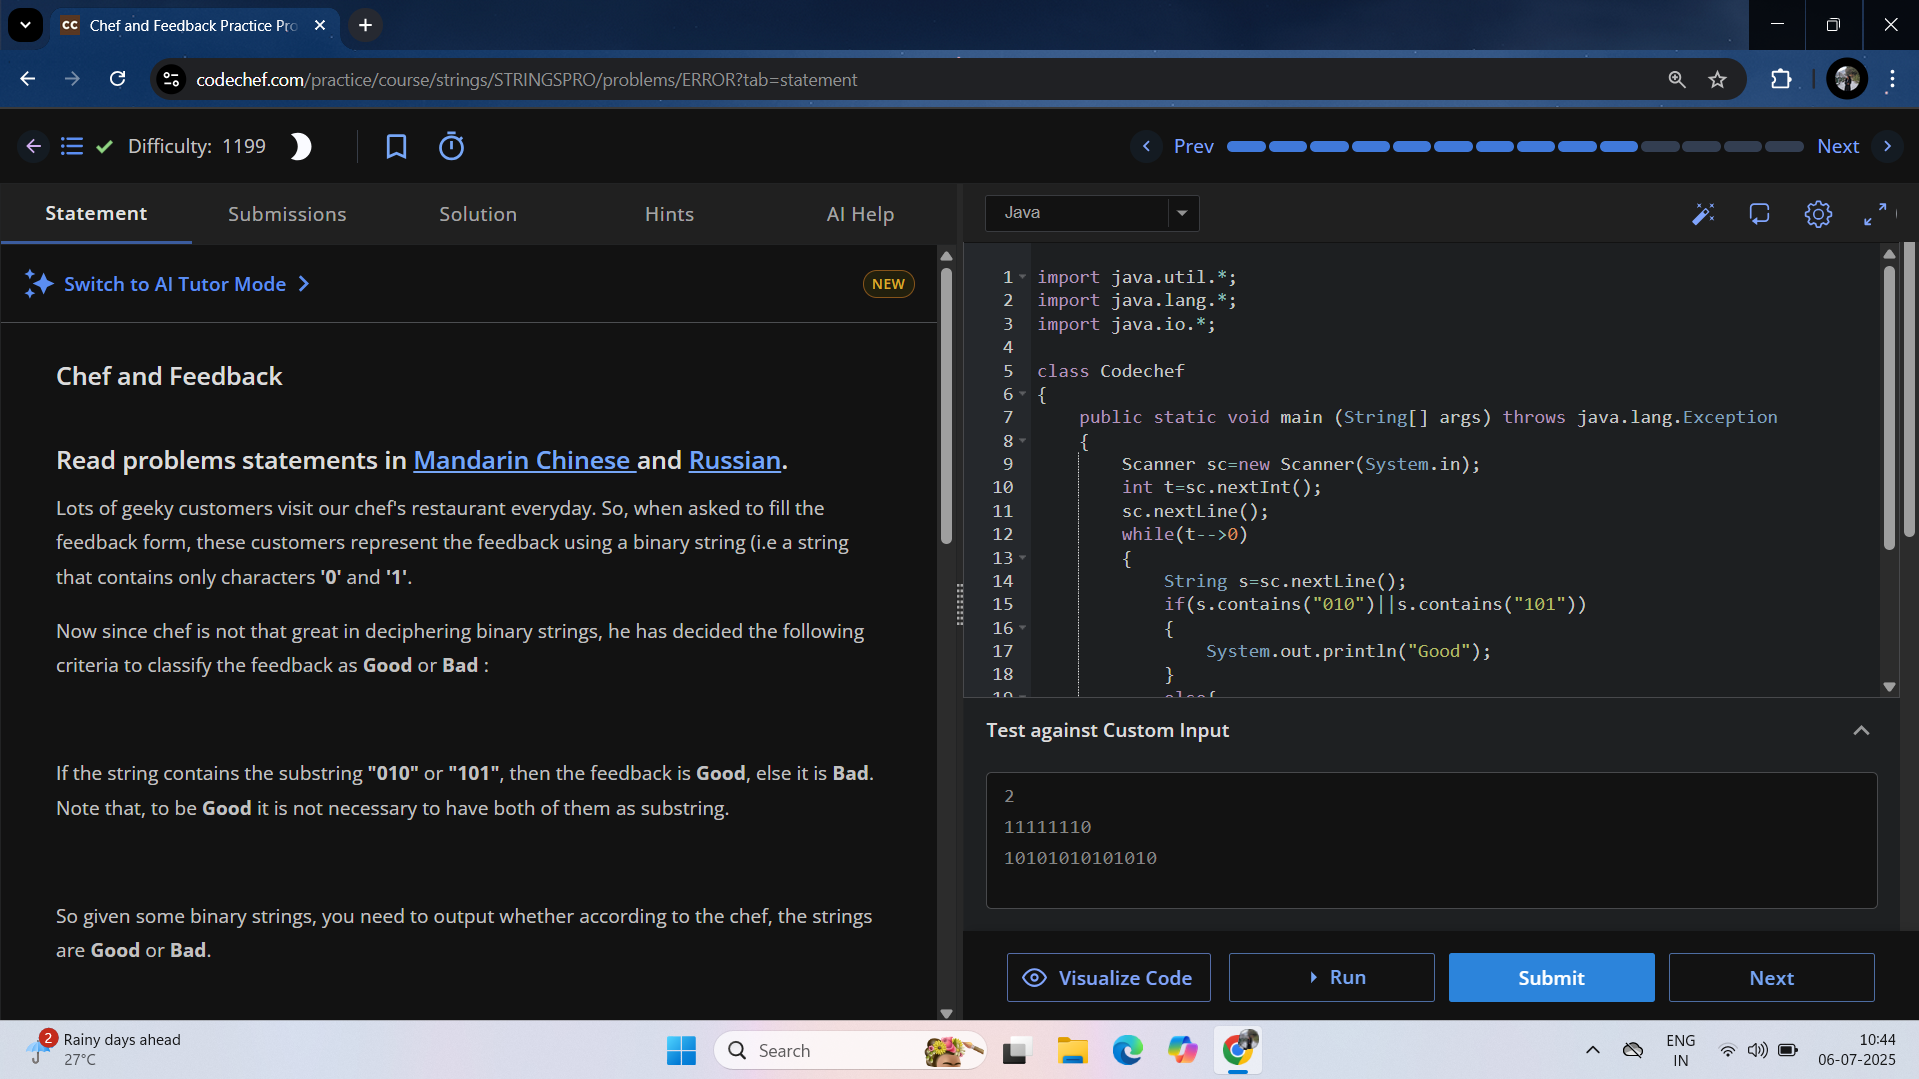 CC Chef and Feedback Practice Pro
codechef.com/practice/course/strings/STRINGSPRO/problems/ERROR?tab=statement
Difficulty: 1199
Prev
Next
Statement
Submissions
Solution
Hints
AI Help
Switch to AI Tutor Mode
NEW
Chef and Feedback
Read problems statements in Mandarin Chinese and Russian.
Lots of geeky customers visit our chef's restaurant everyday. So, when asked to fill the
feedback form, these customers represent the feedback using a binary string (i.e a string
that contains only characters '0' and '1'.
Now since chef is not that great in deciphering binary strings, he has decided the following
criteria to classify the feedback as Good or Bad :
If the string contains the substring "010" or "101", then the feedback is Good, else it is Bad.
Note that, to be Good it is not necessary to have both of them as substring.
So given some binary strings, you need to output whether according to the chef, the strings
are Good or Bad.
Java
1 import java.util.*;
2 import java.lang.*;
3 import java.io.*;
4
5 class Codechef
6 {
7 public static void main (String[] args) throws java.lang.Exception
8 {
9 Scanner sc=new Scanner(System.in);
10 int t=sc.nextInt();
11 sc.nextLine();
12 while(t-->0)
13 {
14 String s=sc.nextLine();
15 if(s.contains("010")||s.contains("101"))
16 {
17 System.out.println("Good");
18 }
19 else{
Test against Custom Input
2
11111110
10101010101010
Visualize Code
Run
Submit
Next
2
Rainy days ahead
27°C
Search
ENG
IN
10:44
06-07-2025